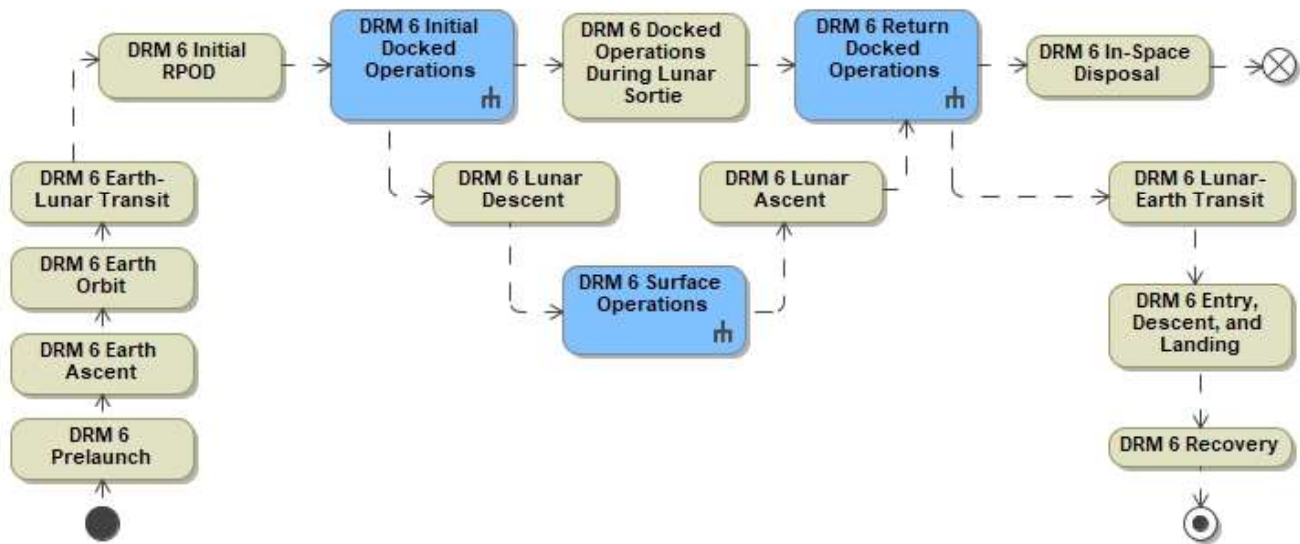 DRM 6 Initial
RPOD
DRM 6 Initial
Docked
Operations
DRM 6 Docked
Operations
During Lunar
Sortie
DRM 6 Return
Docked
Operations
DRM 6 In-Space
Disposal
DRM 6 Earth-
Lunar Transit
DRM 6 Lunar
Descent
DRM 6 Lunar
Ascent
DRM 6 Lunar-
Earth Transit
DRM 6 Earth
Orbit
DRM 6 Surface
Operations
DRM 6 Entry,
Descent, and
Landing
DRM 6 Earth
Ascent
DRM 6
Prelaunch
DRM 6 Recovery